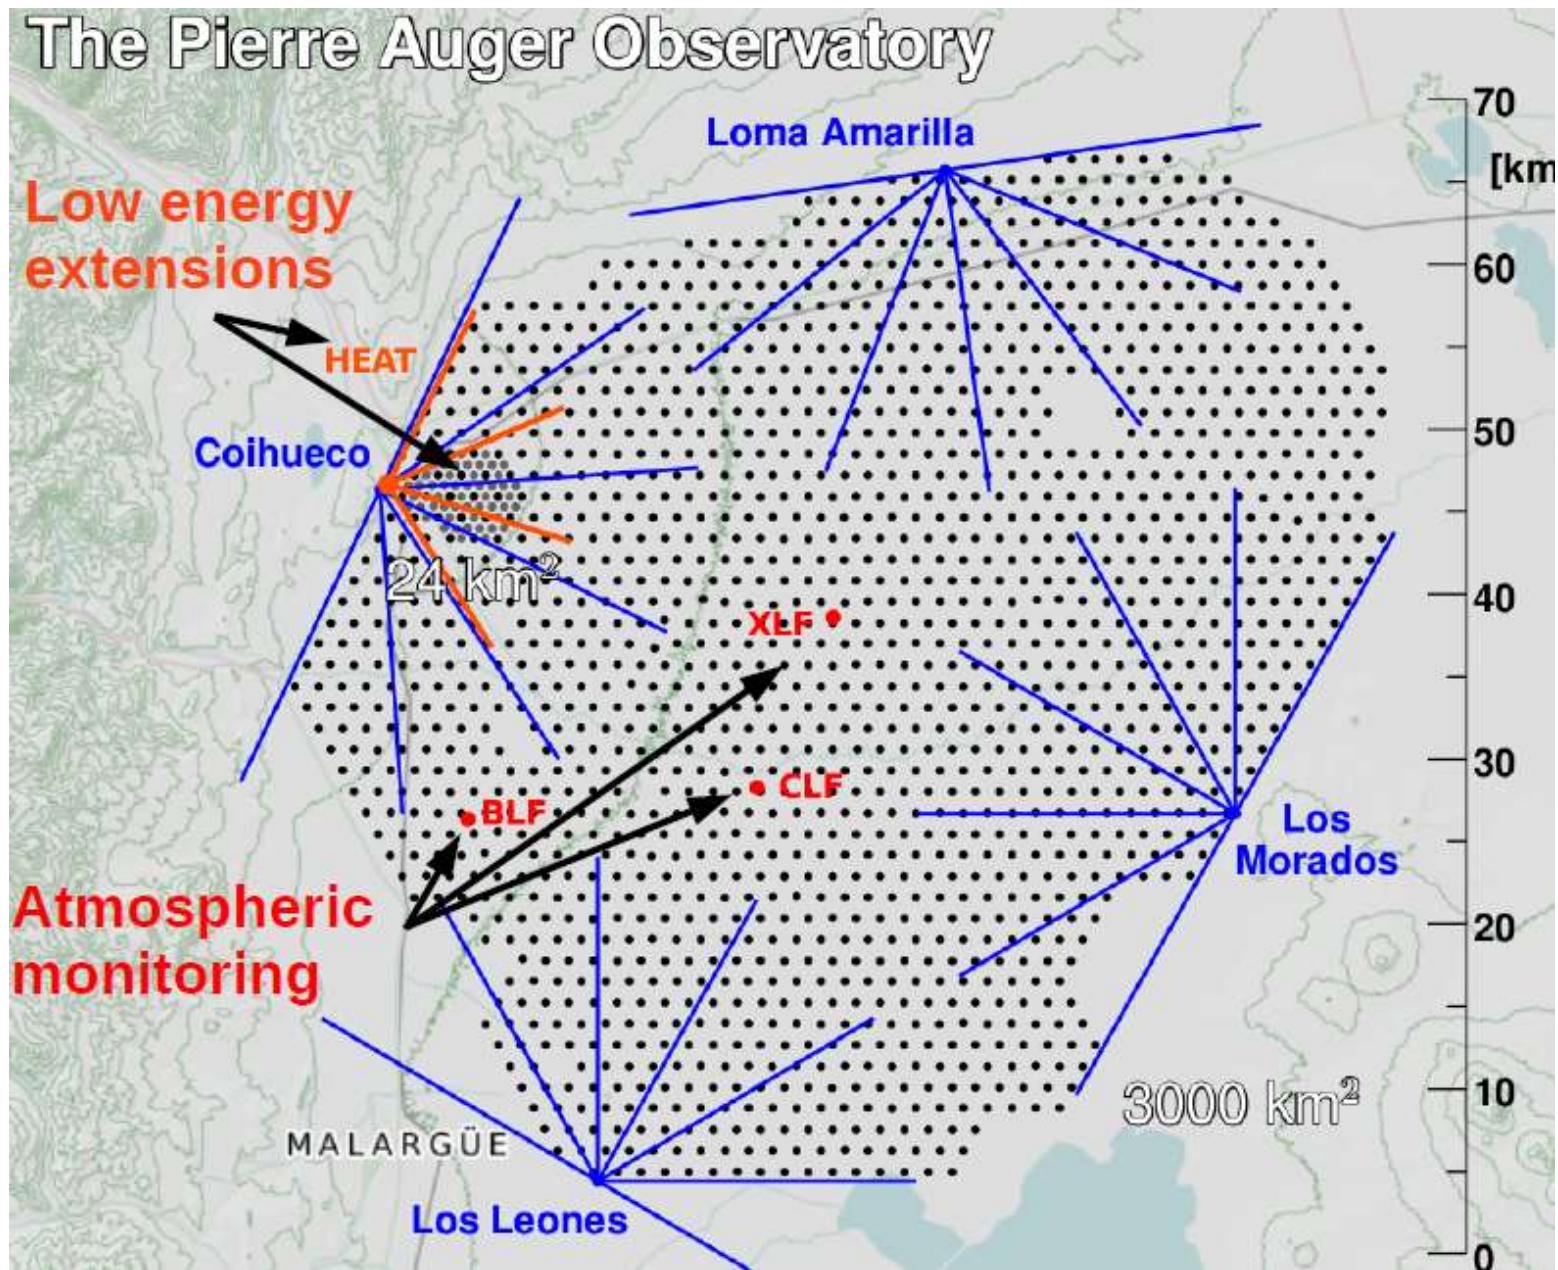 The Pierre Auger Observatory
70
Loma Amarilla
[km
Low energy
extensions
60
HEAT
50
Coihueco
24 km²
40
XLF
30
CLF
BLF
Los
Morados
Atmospheric
monitoring
20
10
3000 km²
MALARGÜE
Los Leones
0